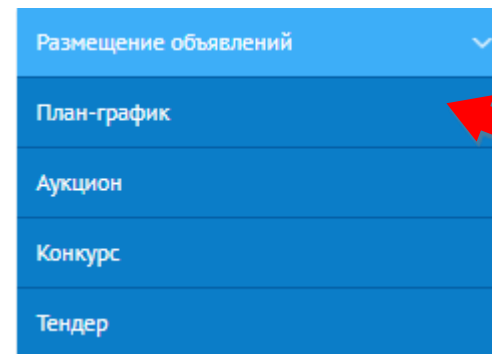 Размещение объявлений
План-график
Аукцион
Конкурс
Тендер